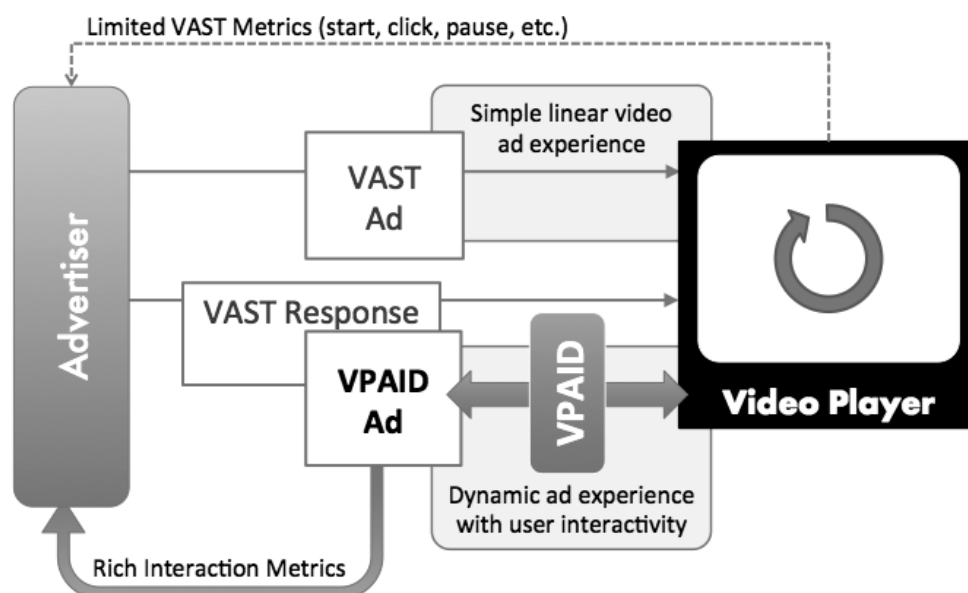 Limited VAST Metrics (start, click, pause, etc.)
Simple linear video
ad experience
VAST
Ad
Advertiser
VAST Response
VPAID
Ad
VPAID
Video Player
Dynamic ad experience
with user interactivity
Rich Interaction Metrics